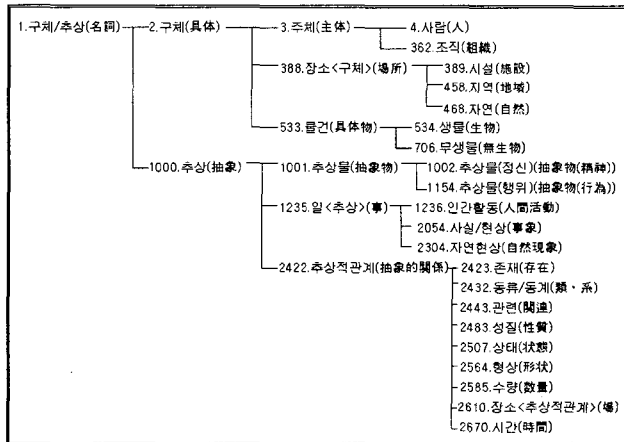 1.구체/추상(名詞) 2.구체(具体) 3.주체(主体) 4.사람(人)
362.조직(組織)
388.장소<구체>(場所) 389.시설(施設)
458.지역(地域)
468.자연(自然)
533.물건(具体物) 534.생물(生物)
706.무생물(無生物)
1000.추상(抽象) 1001.추상물(抽象物) 1002.추상물(정신)(抽象物(精神))
1154.추상물(행위)(抽象物(行為))
1235.일<추상>(事) 1236.인간활동(人間活動)
2054.사실/현상(事象)
2304.자연현상(自然現象)
2422.추상적관계(抽象的関係) 2423.존재(存在)
2432.동류/동계(類・系)
2443.관련(関連)
2483.성질(性質)
2507.상태(状態)
2564.형상(形状)
2585.수량(数量)
2610.장소<추상적관계>(場)
2670.시간(時間)